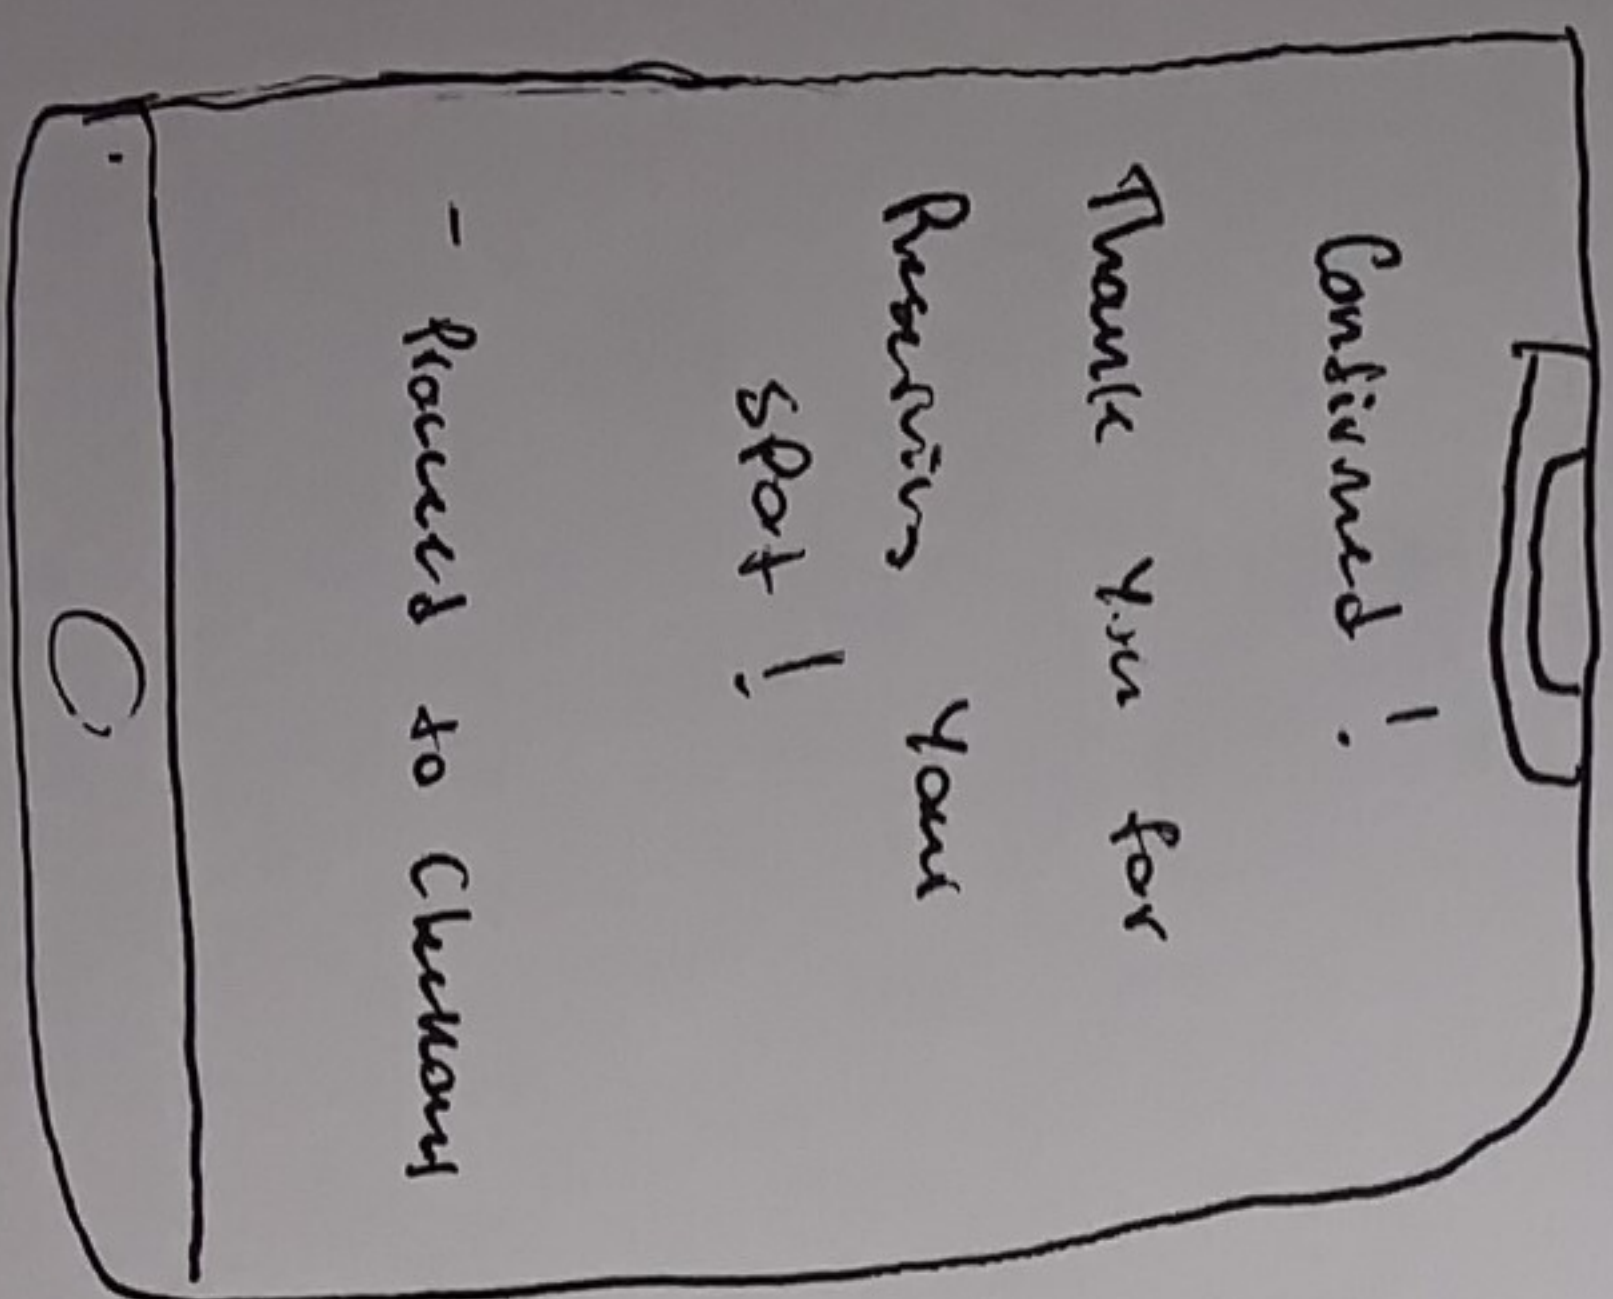 Confirmed!
Thank you for
Reserving Your
SPot!
- Proceed to Checkout